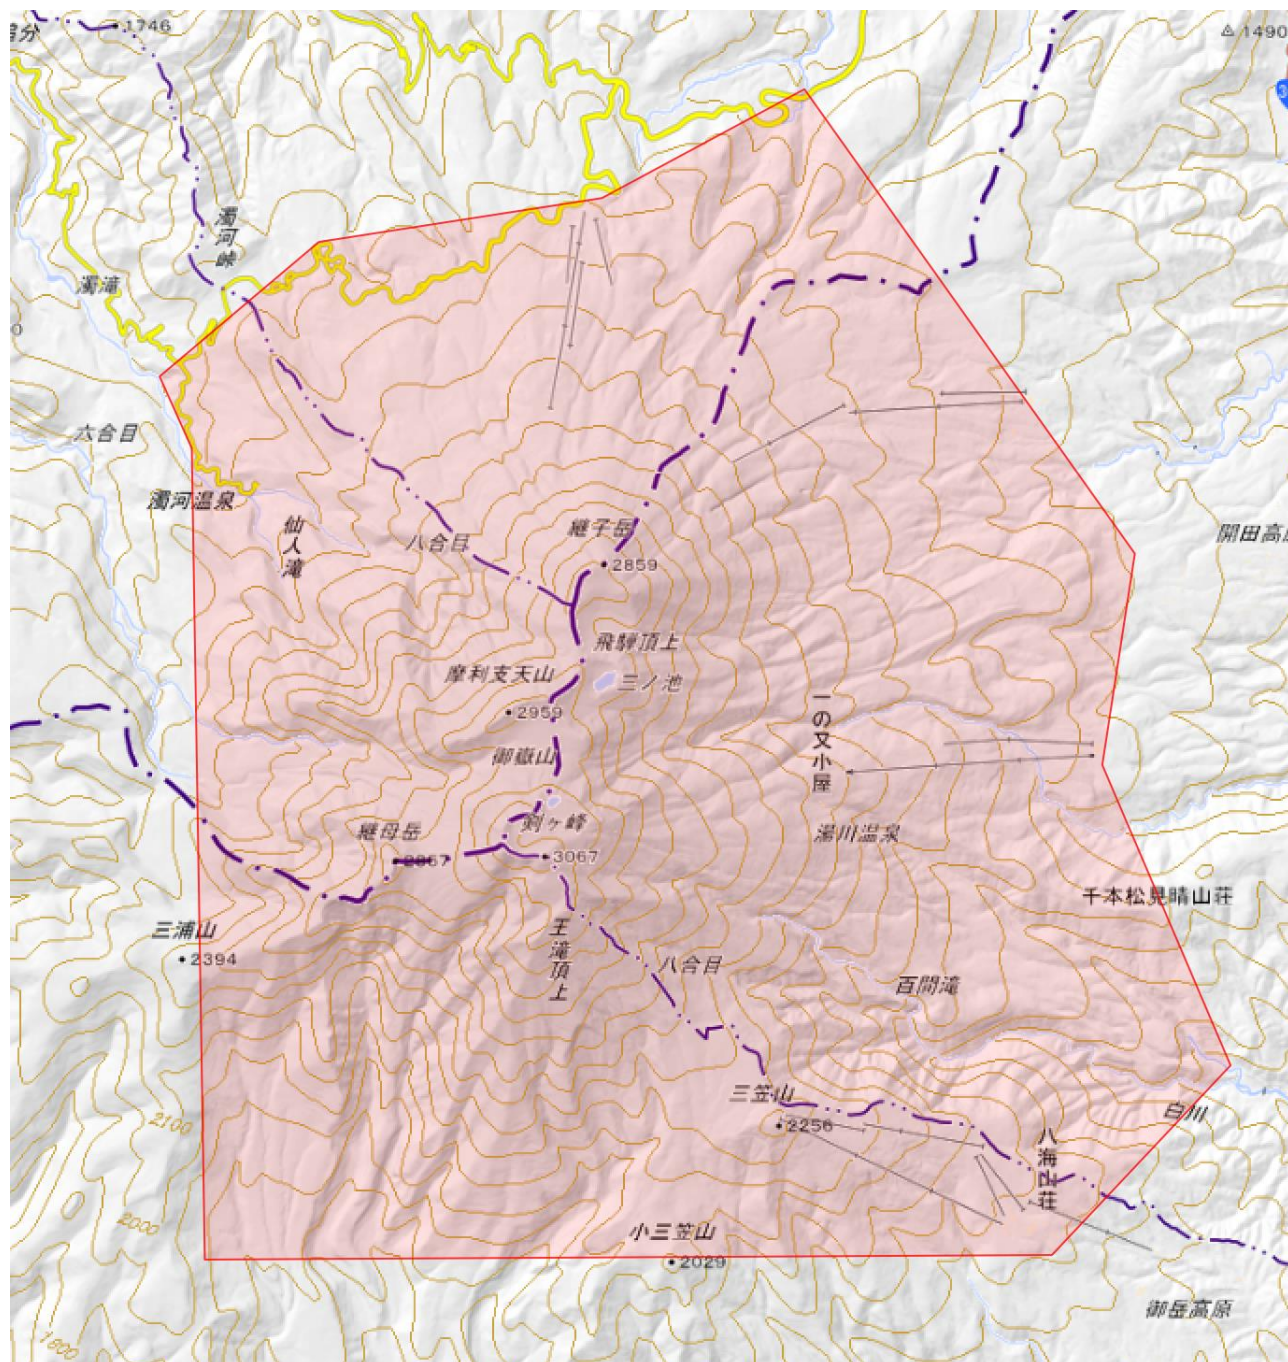 1746
1490
濁河峠
濁滝
六合目
濁河温泉
仙人滝
八合目
継子岳
2859
開田高
飛騨頂上
摩利支天山
三ノ池
2959
一の又小屋
御嶽山
剣ヶ峰
継母岳
湯川温泉
2867
3067
千本松見晴山荘
三浦山
2394
王滝頂上
八合目
百間滝
三笠山
2256
白川
2100
八海山荘
2000
小三笠山
2029
御岳高原
1800